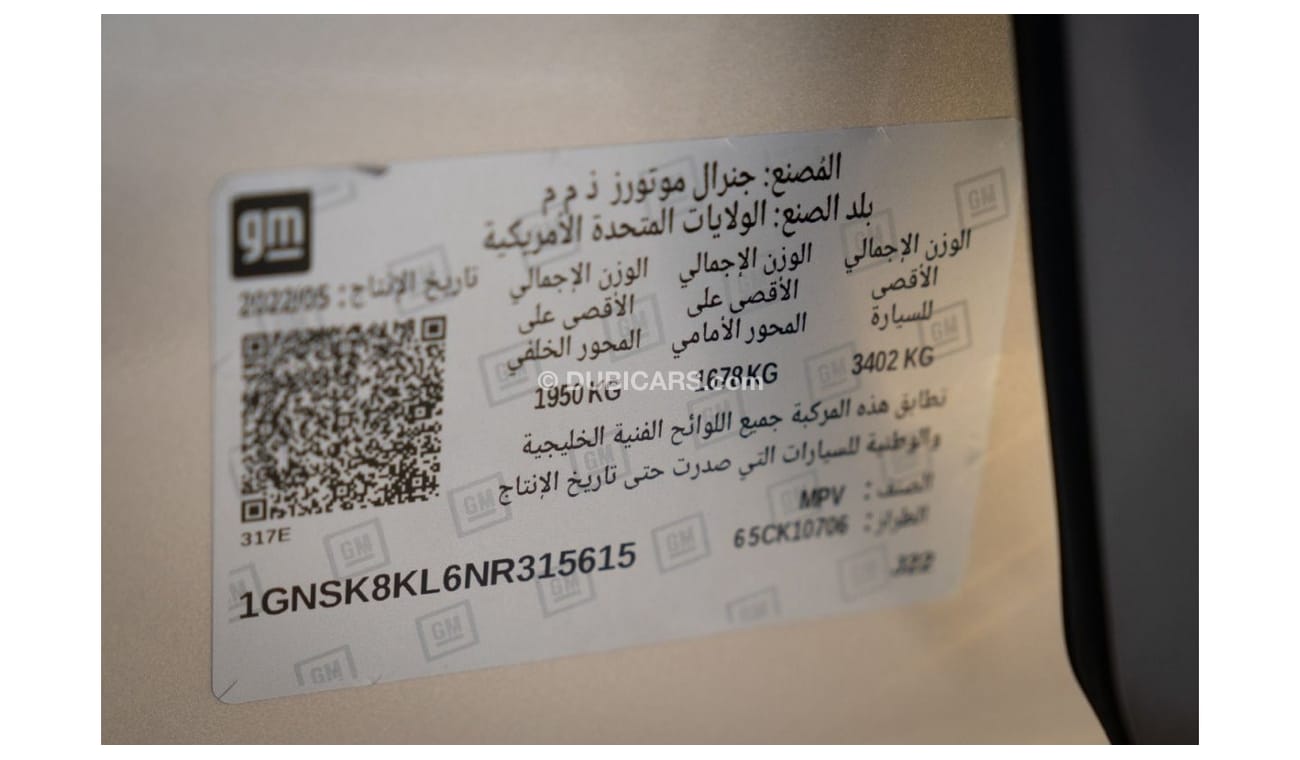 gm
المُصنع: جنرال موتورز ذ م م
بلد الصنع: الولايات المتحدة الأمريكية
تاريخ الإنتاج: 2022/05
الوزن الإجمالي الوزن الإجمالي الوزن الإجمالي
الأقصى الأقصى على الأقصى على
للسيارة المحور الأمامي المحور الخلفي
3402 KG 1678 KG 1950 KG
© DUBICARS.com
تطابق هذه المركبة جميع اللوائح الفنية الخليجية
والوطنية للسيارات التي صدرت حتى تاريخ الإنتاج
الصنف: MPV
الطراز: 65CK10706
J22
317E
1GNSK8KL6NR315615